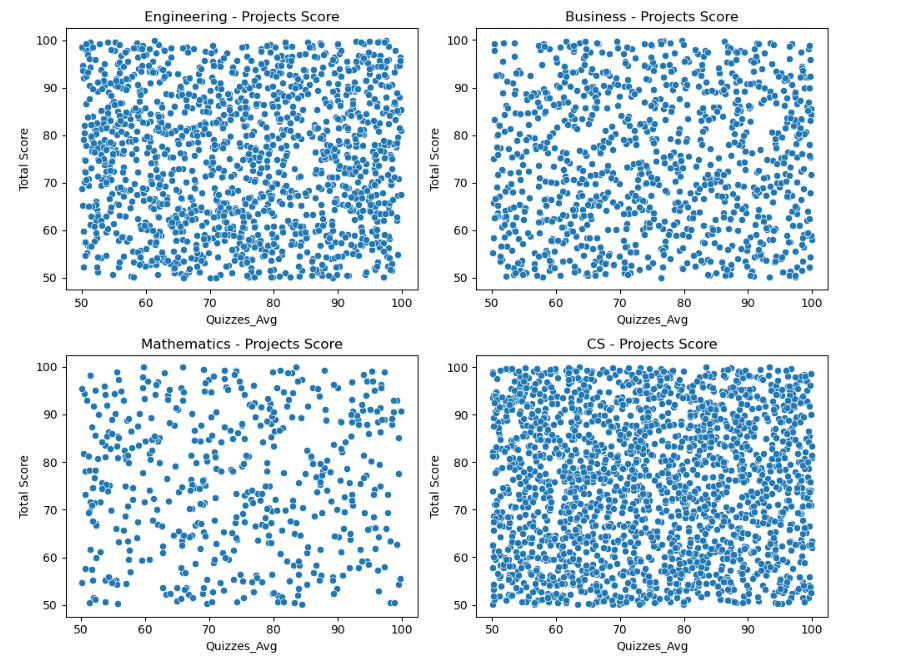 Engineering - Projects Score
Total Score
100
90
80
70
60
50
50 60 70 80 90 100
Quizzes_Avg
Business - Projects Score
Total Score
100
90
80
70
60
50
50 60 70 80 90 100
Quizzes_Avg
Mathematics - Projects Score
Total Score
100
90
80
70
60
50
50 60 70 80 90 100
Quizzes_Avg
CS - Projects Score
Total Score
100
90
80
70
60
50
50 60 70 80 90 100
Quizzes_Avg